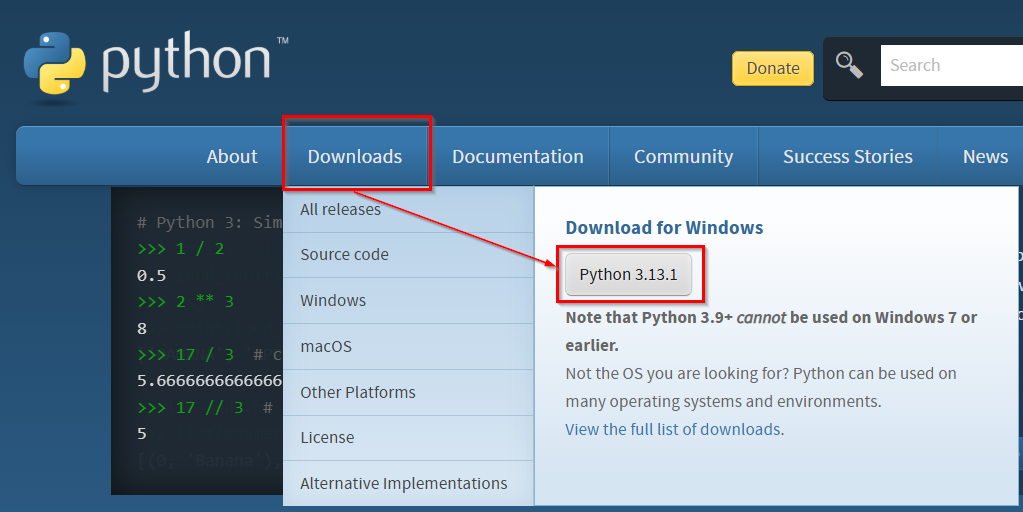 python™
Donate
Search
About
Downloads
Documentation
Community
Success Stories
News
# Python 3: Sim
>>> 1 / 2
0.5
>>> 2 ** 3
8
>>> 17 / 3 # c
5.6666666666666
>>> 17 // 3 #
5
All releases
Source code
Windows
macOS
Other Platforms
License
Alternative Implementations
Download for Windows
Python 3.13.1
Note that Python 3.9+ cannot be used on Windows 7 or
earlier.
Not the OS you are looking for? Python can be used on
many operating systems and environments.
View the full list of downloads.